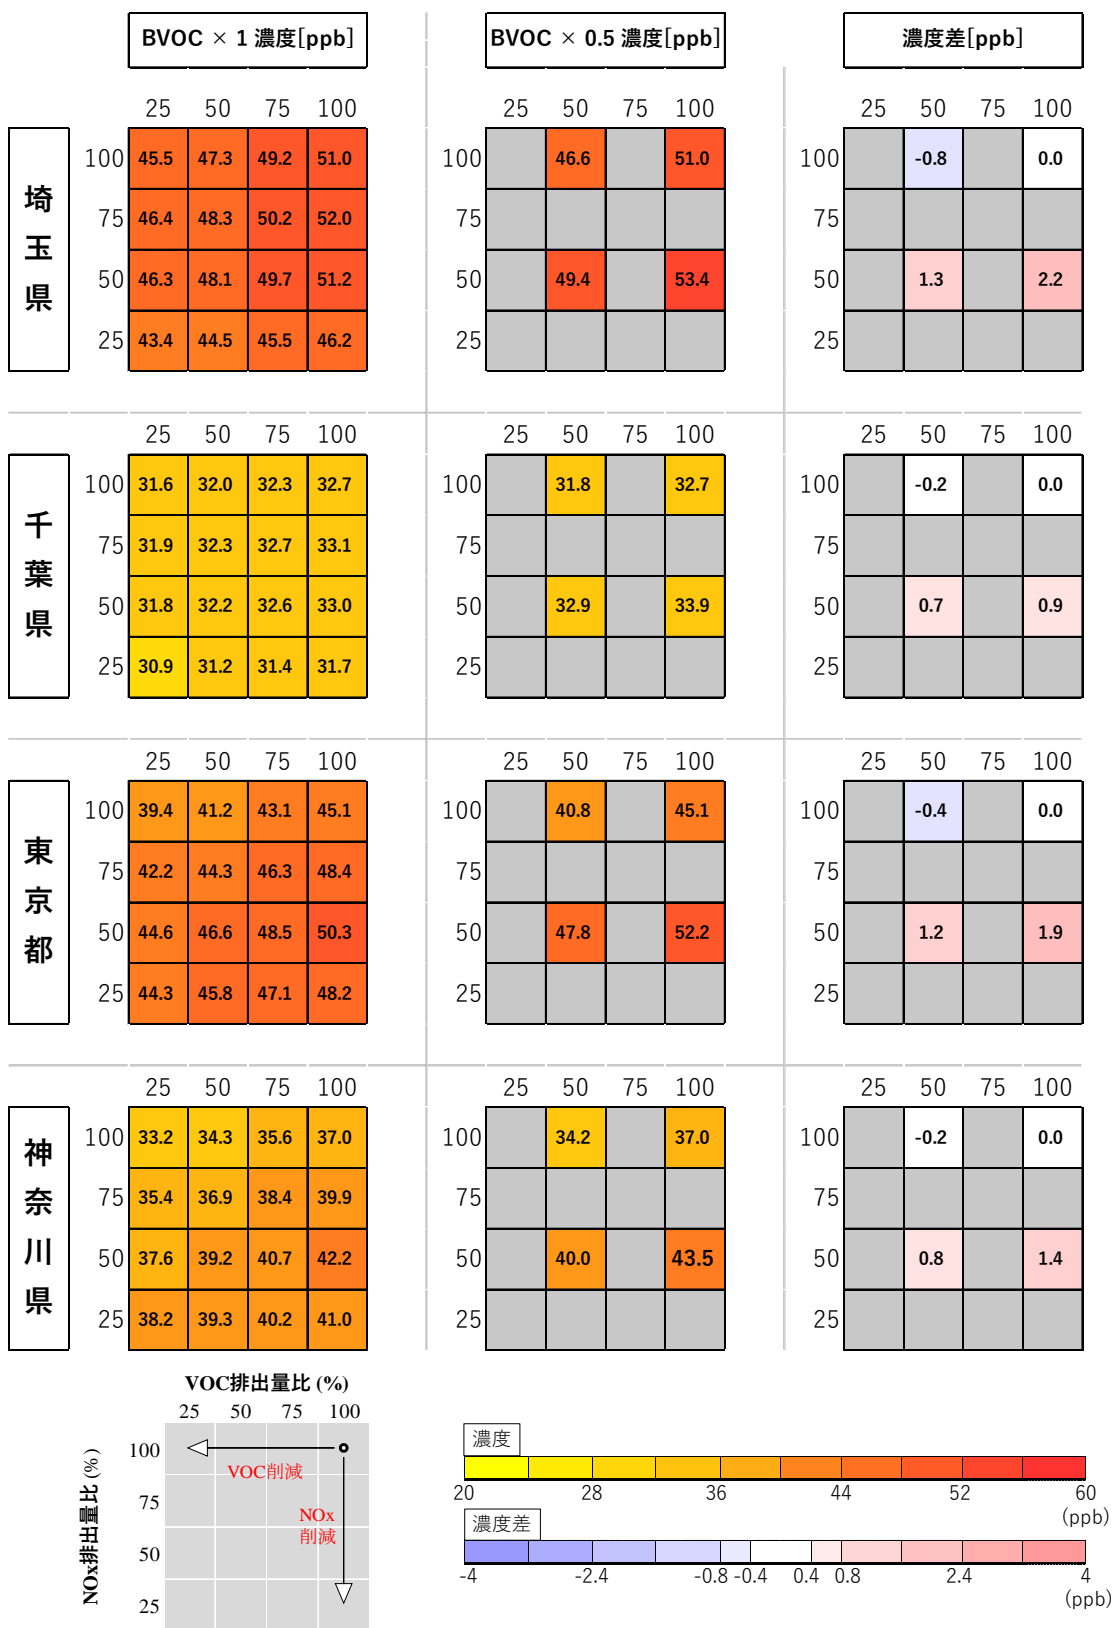 BVOC × 1 濃度[ppb] BVOC × 0.5 濃度[ppb] 濃度差[ppb]
25 50 75 100 25 50 75 100 25 50 75 100
埼玉県
100 45.5 47.3 49.2 51.0 100 46.6 51.0 100 -0.8 0.0
75 46.4 48.3 50.2 52.0 75 75
50 46.3 48.1 49.7 51.2 50 49.4 53.4 50 1.3 2.2
25 43.4 44.5 45.5 46.2 25 25
25 50 75 100 25 50 75 100 25 50 75 100
千葉県
100 31.6 32.0 32.3 32.7 100 31.8 32.7 100 -0.2 0.0
75 31.9 32.3 32.7 33.1 75 75
50 31.8 32.2 32.6 33.0 50 32.9 33.9 50 0.7 0.9
25 30.9 31.2 31.4 31.7 25 25
25 50 75 100 25 50 75 100 25 50 75 100
東京都
100 39.4 41.2 43.1 45.1 100 40.8 45.1 100 -0.4 0.0
75 42.2 44.3 46.3 48.4 75 75
50 44.6 46.6 48.5 50.3 50 47.8 52.2 50 1.2 1.9
25 44.3 45.8 47.1 48.2 25 25
25 50 75 100 25 50 75 100 25 50 75 100
神奈川県
100 33.2 34.3 35.6 37.0 100 34.2 37.0 100 -0.2 0.0
75 35.4 36.9 38.4 39.9 75 75
50 37.6 39.2 40.7 42.2 50 40.0 43.5 50 0.8 1.4
25 38.2 39.3 40.2 41.0 25 25
VOC排出量比 (%)
25 50 75 100
NOx排出量比 (%)
100
VOC削減
75
NOx
削減
50
25
濃度
20 28 36 44 52 60
(ppb)
濃度差
-4 -2.4 -0.8 -0.4 0.4 0.8 2.4 4
(ppb)